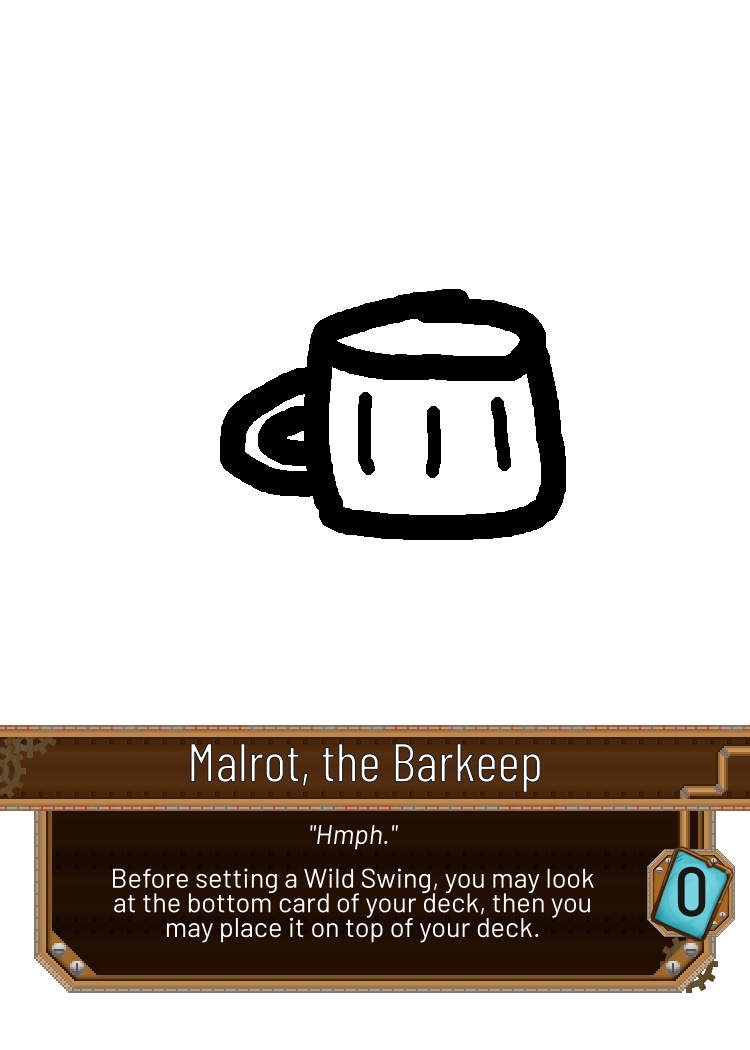 Malrot, the Barkeep
"Hmph."
Before setting a Wild Swing, you may look
at the bottom card of your deck, then you
may place it on top of your deck.
0